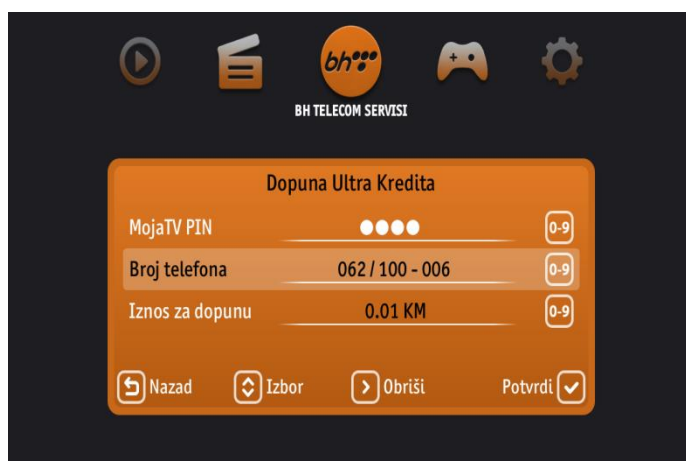 bh
BH TELECOM SERVISI
Dopuna Ultra Kredita
MojaTV PIN ●●●● 0-9
Broj telefona 062 / 100 - 006 0-9
Iznos za dopunu 0.01 KM 0-9
Nazad Izbor Obriši Potvrdi